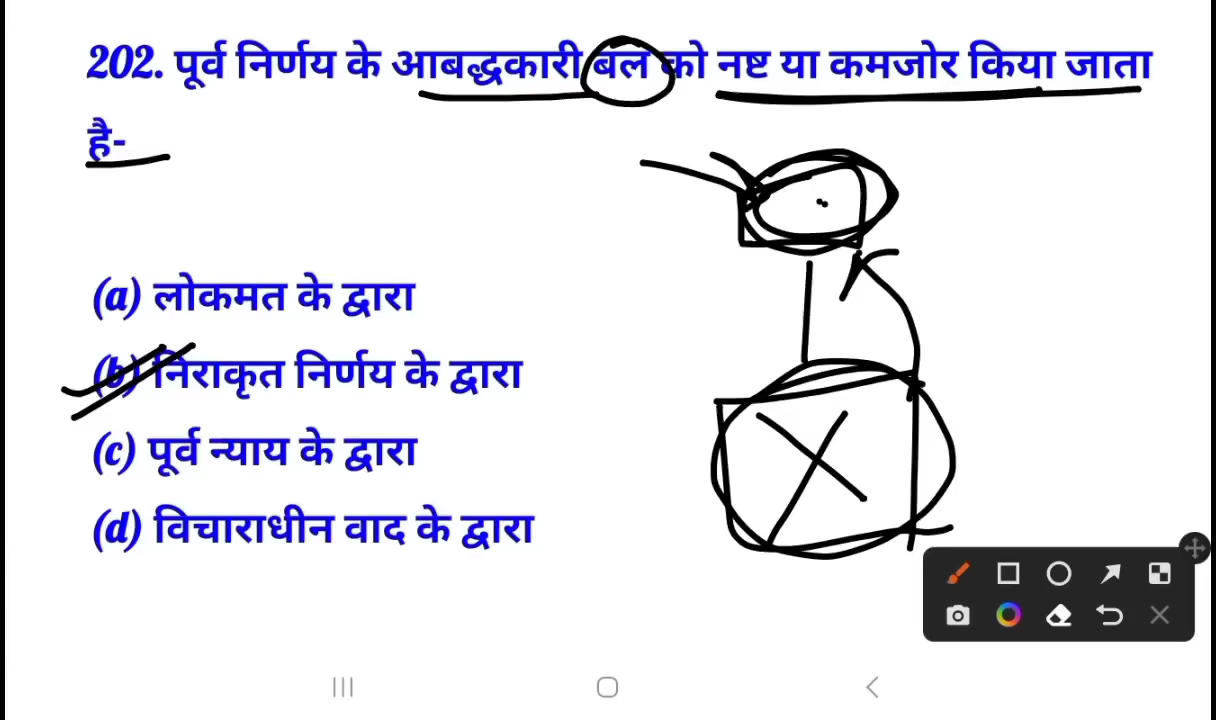 202. पूर्व निर्णय के आबद्धकारी बल को नष्ट या कमजोर किया जाता
है-
(a) लोकमत के द्वारा
(b) निराकृत निर्णय के द्वारा
(c) पूर्व न्याय के द्वारा
(d) विचाराधीन वाद के द्वारा